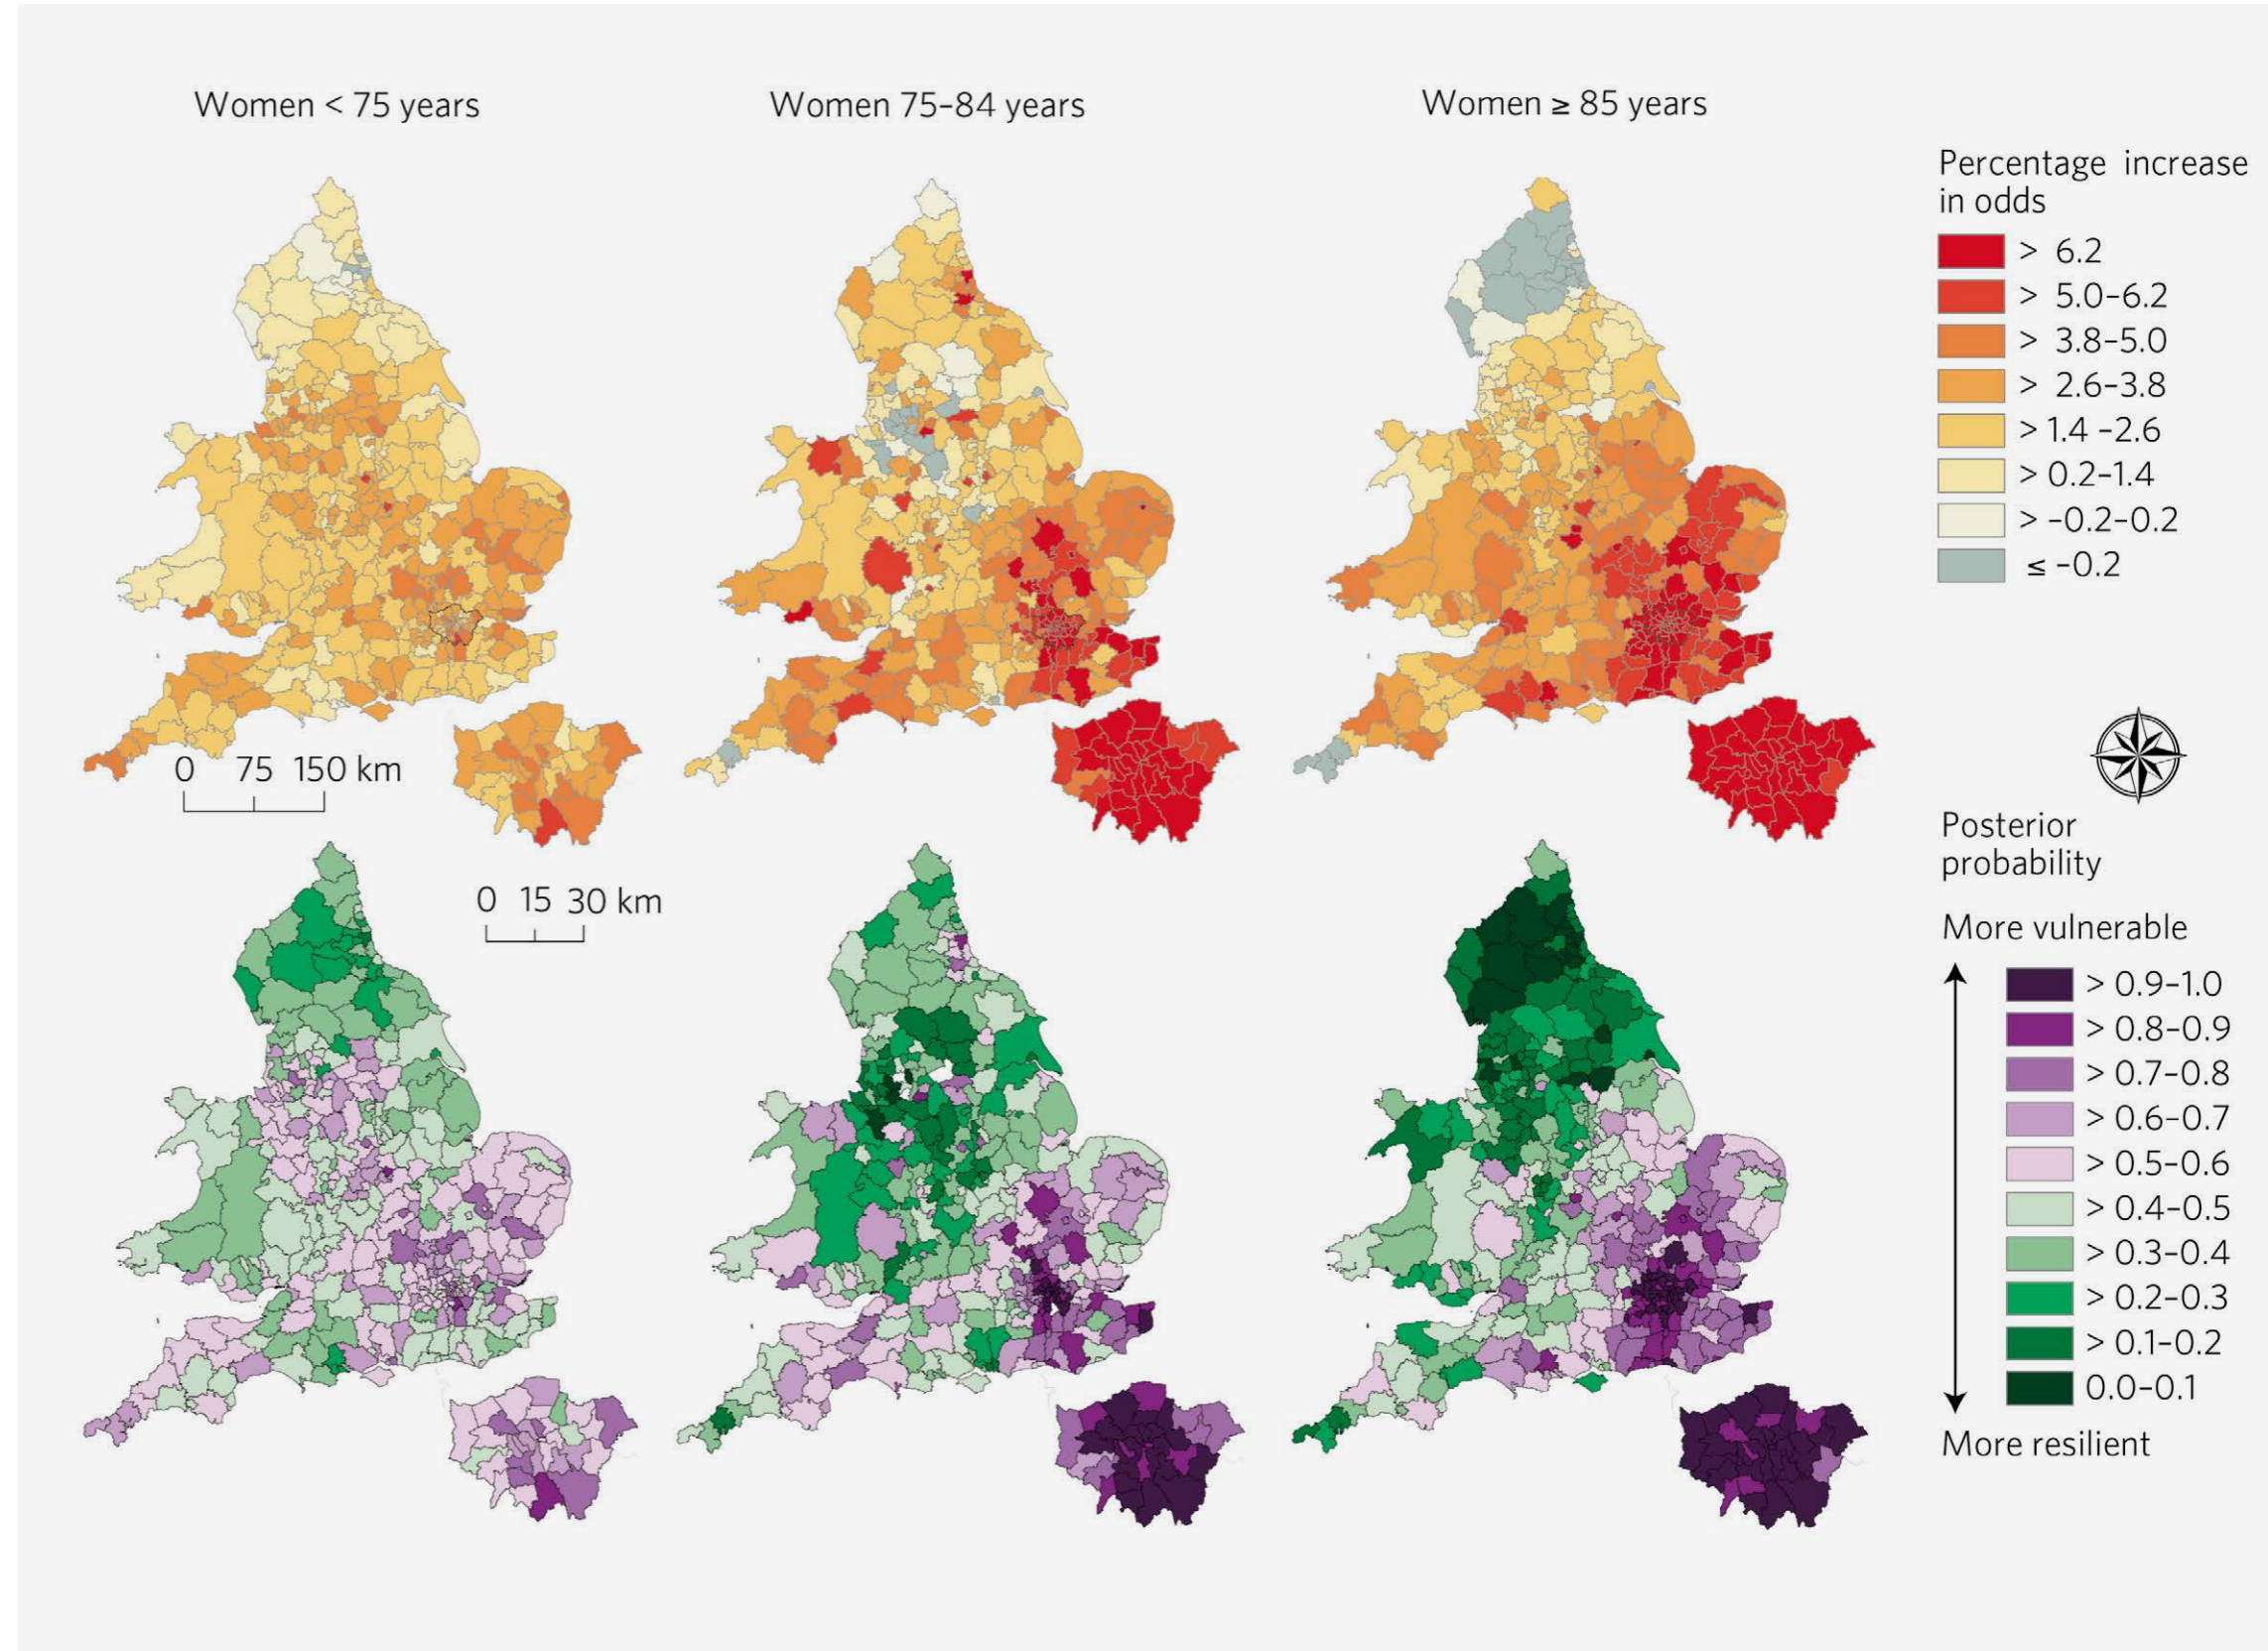 Women < 75 years
Women 75–84 years
Women ≥ 85 years
Percentage increase
in odds
> 6.2
> 5.0–6.2
> 3.8–5.0
> 2.6–3.8
> 1.4 –2.6
> 0.2–1.4
> –0.2–0.2
≤ –0.2
0 75 150 km
0 15 30 km
Posterior
probability
More vulnerable
> 0.9–1.0
> 0.8–0.9
> 0.7–0.8
> 0.6–0.7
> 0.5–0.6
> 0.4–0.5
> 0.3–0.4
> 0.2–0.3
> 0.1–0.2
0.0–0.1
More resilient